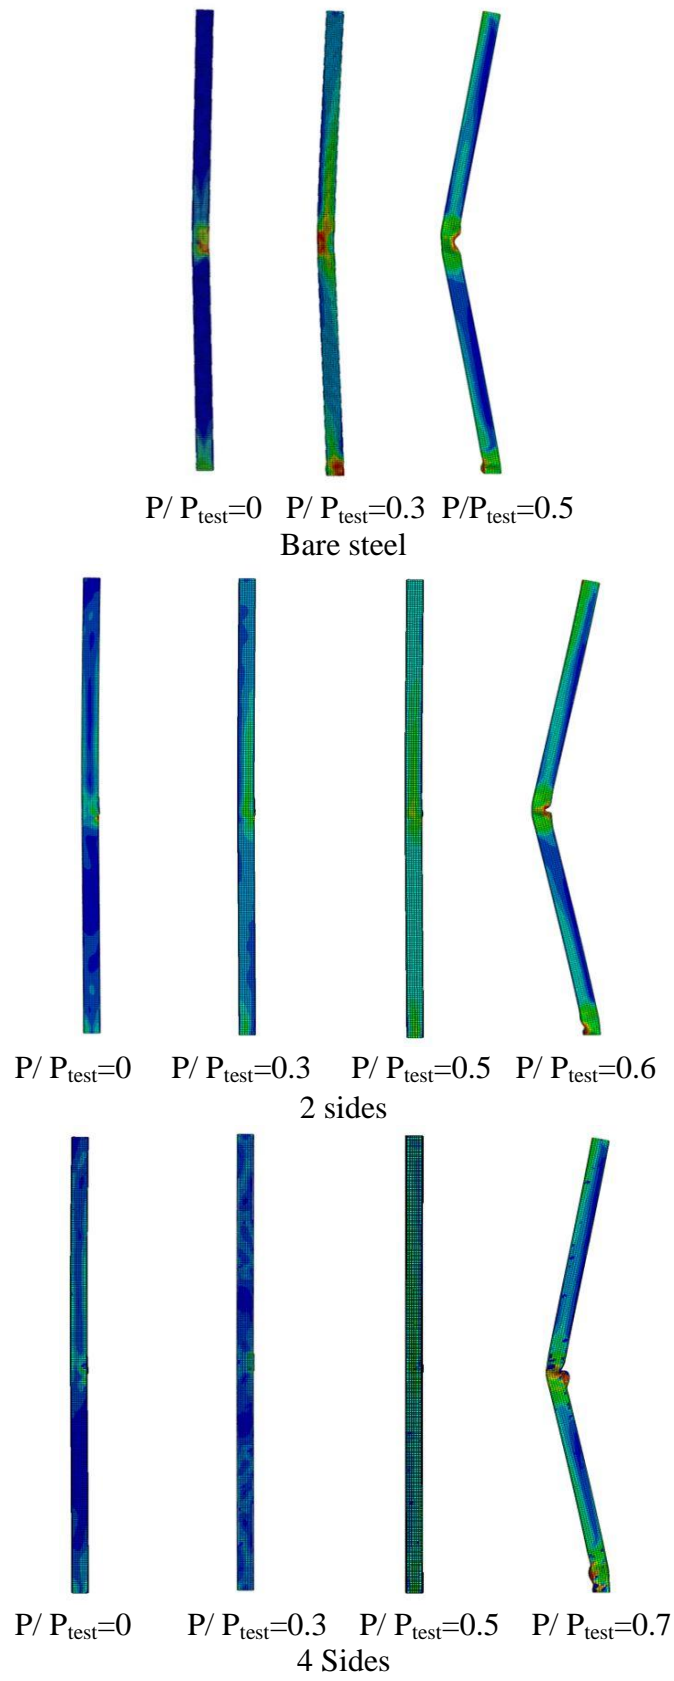 P/ Ptest=0 P/ Ptest=0.3 P/Ptest=0.5
Bare steel
P/ Ptest=0 P/ Ptest=0.3 P/ Ptest=0.5 P/ Ptest=0.6
2 sides
P/ Ptest=0 P/ Ptest=0.3 P/ Ptest=0.5 P/ Ptest=0.7
4 Sides